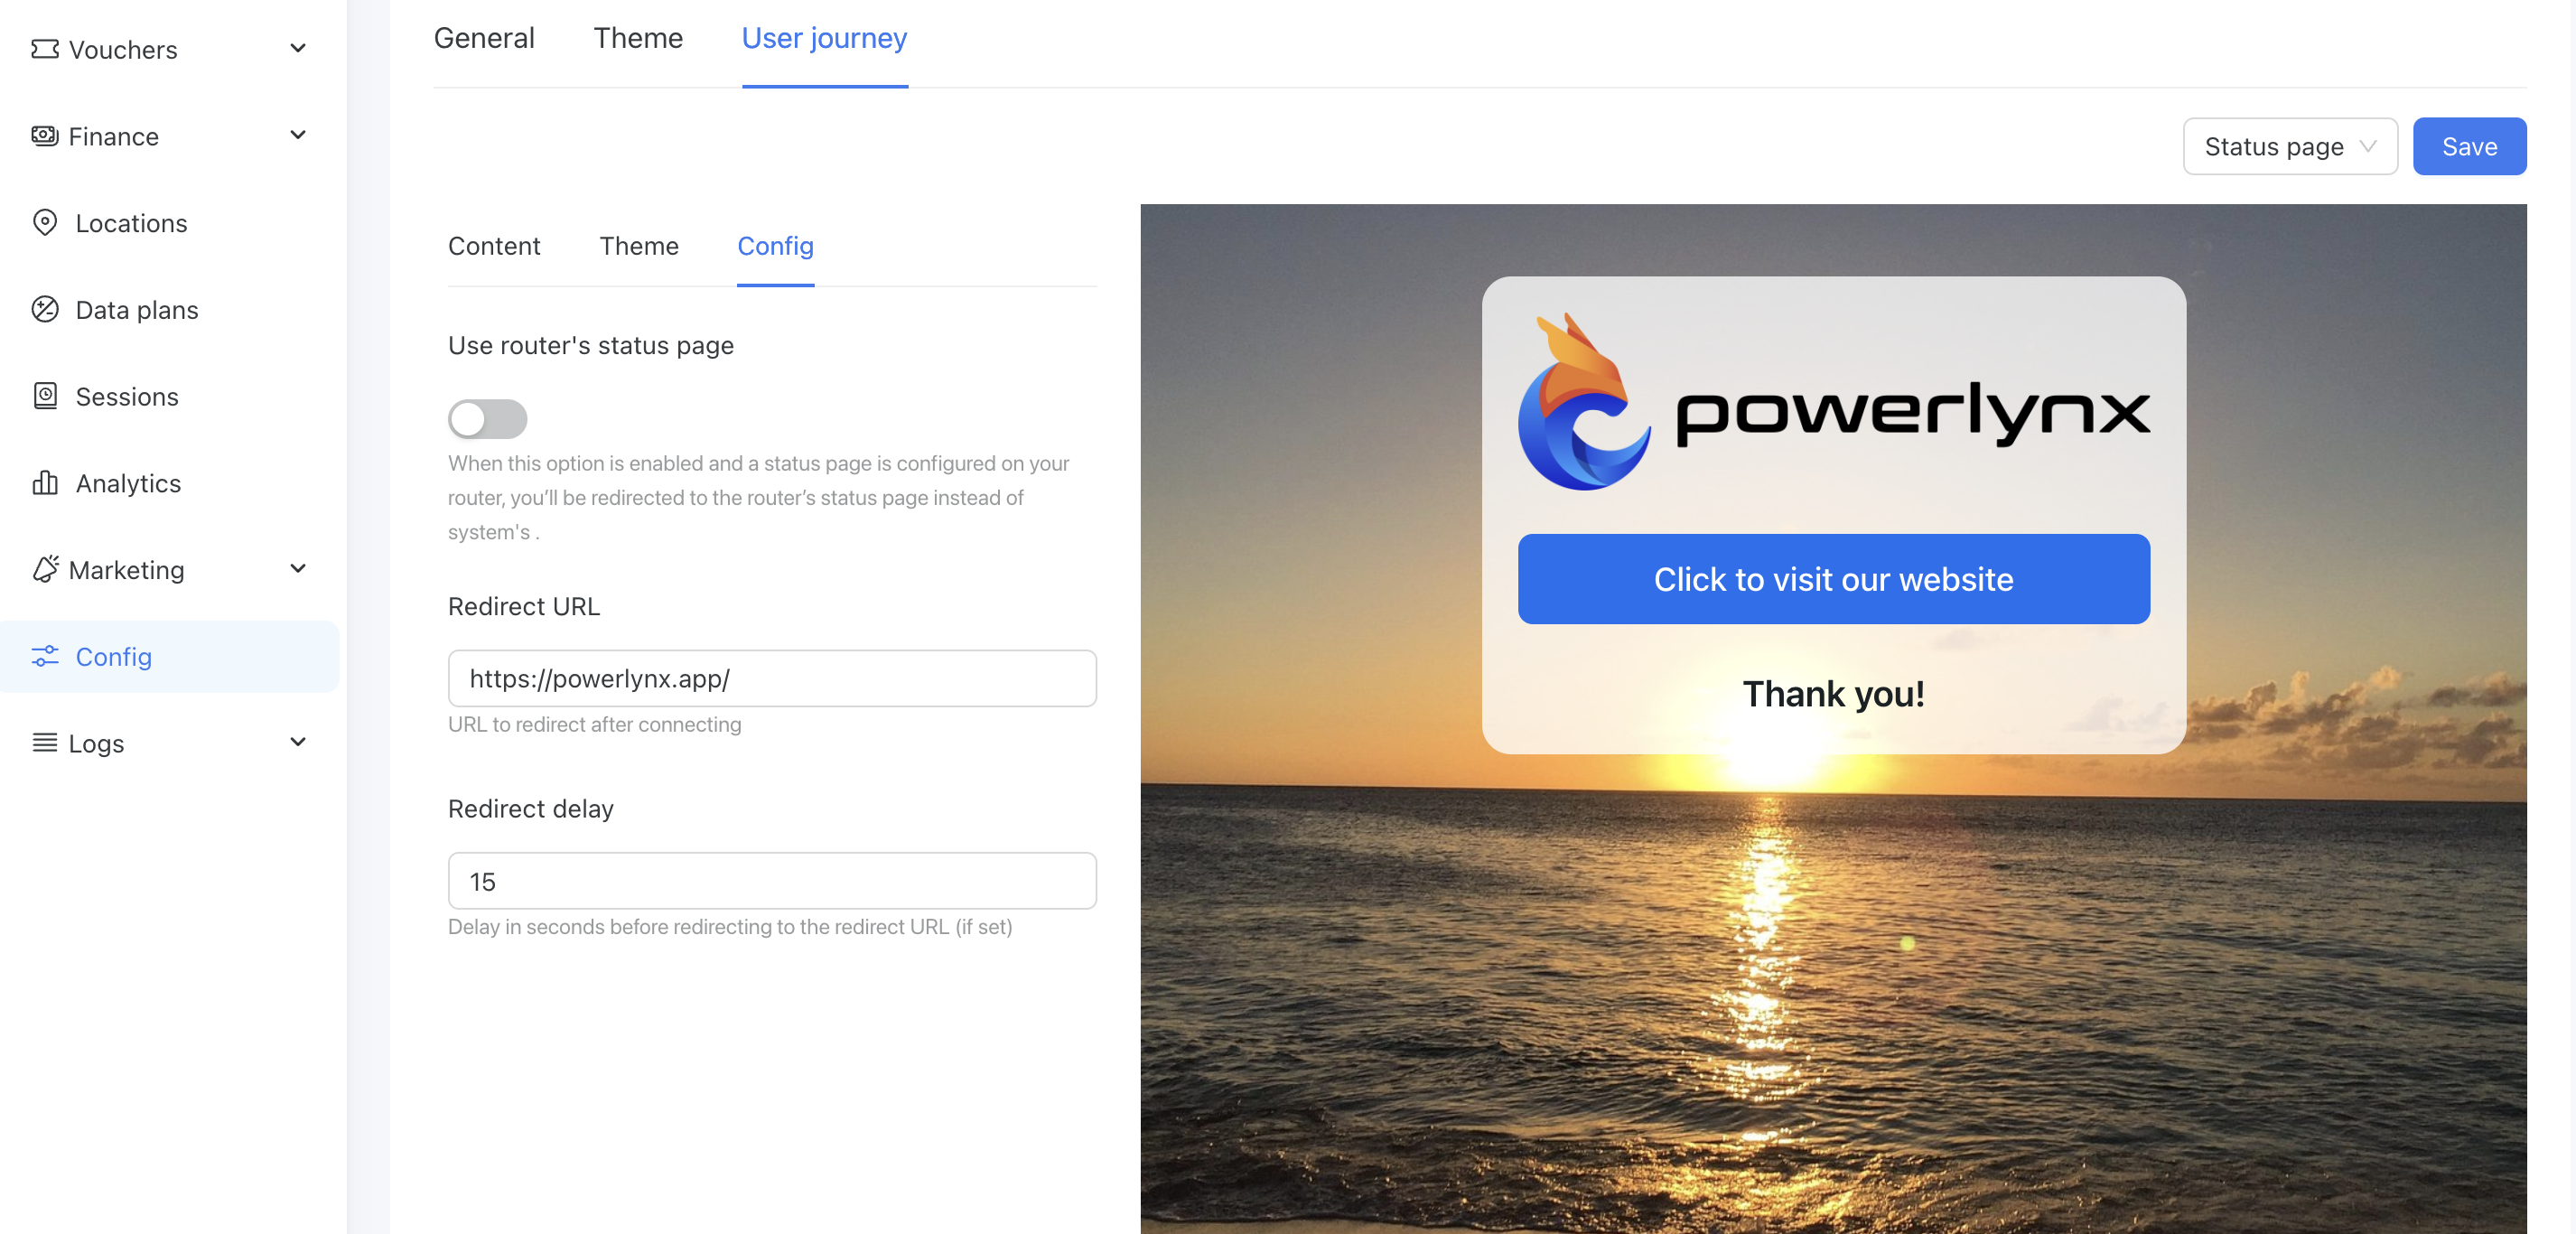 Vouchers
Finance
Locations
Data plans
Sessions
Analytics
Marketing
Config
Logs
General
Theme
User journey
Status page
Save
Content
Theme
Config
Use router's status page
When this option is enabled and a status page is configured on your
router, you’ll be redirected to the router’s status page instead of
system's .
Redirect URL
https://powerlynx.app/
URL to redirect after connecting
Redirect delay
15
Delay in seconds before redirecting to the redirect URL (if set)
powerlynx
Click to visit our website
Thank you!